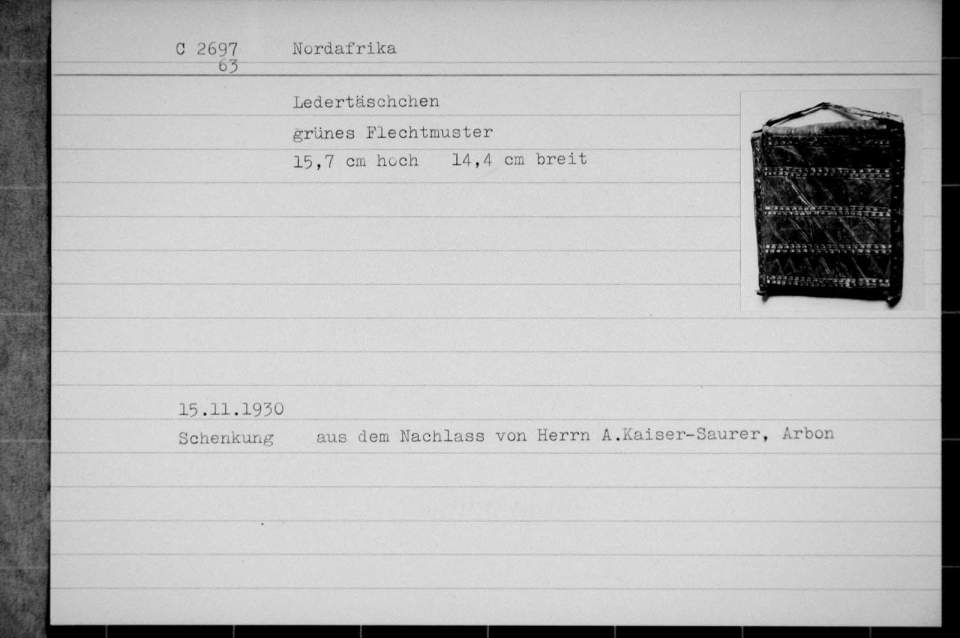 C 2697 Nordafrika
63
Ledertäschchen
grünes Flechtmuster
15,7 cm hoch 14,4 cm breit
15.11.1930
Schenkung aus dem Nachlass von Herrn A.Kaiser-Saurer, Arbon